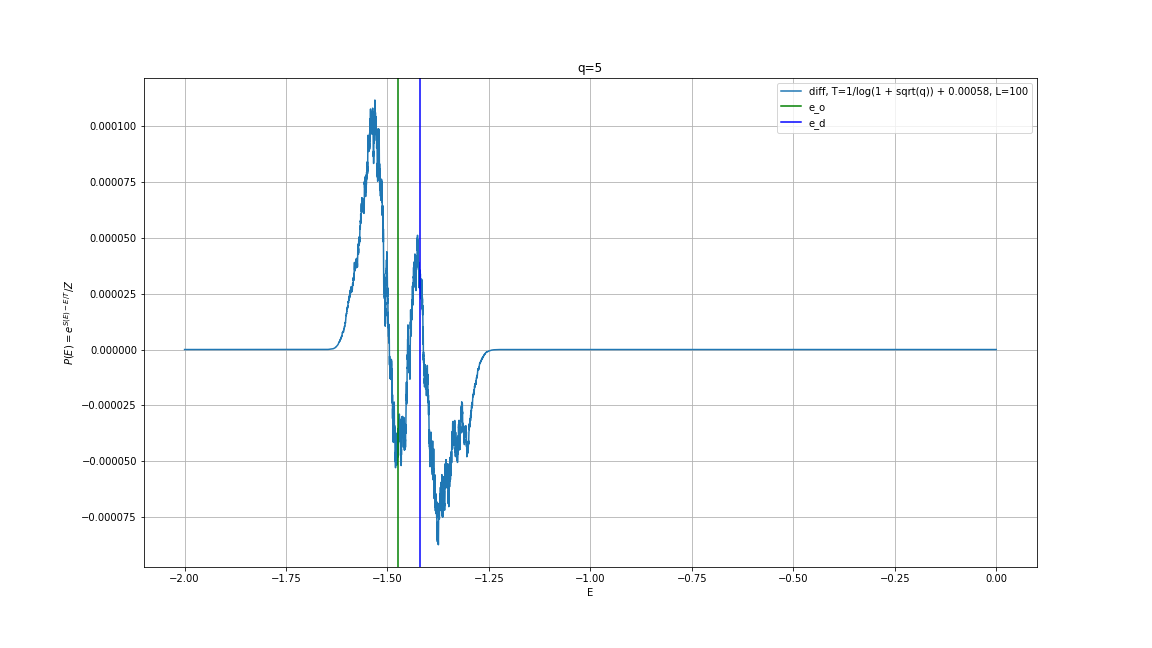 q=5
diff, T=1/log(1 + sqrt(q)) + 0.00058, L=100
e_o
e_d
0.000100
0.000075
0.000050
0.000025
0.000000
−0.000025
−0.000050
−0.000075
P(E) = e^{S(E) − E/T}/Z
−2.00 −1.75 −1.50 −1.25 −1.00 −0.75 −0.50 −0.25 0.00
E